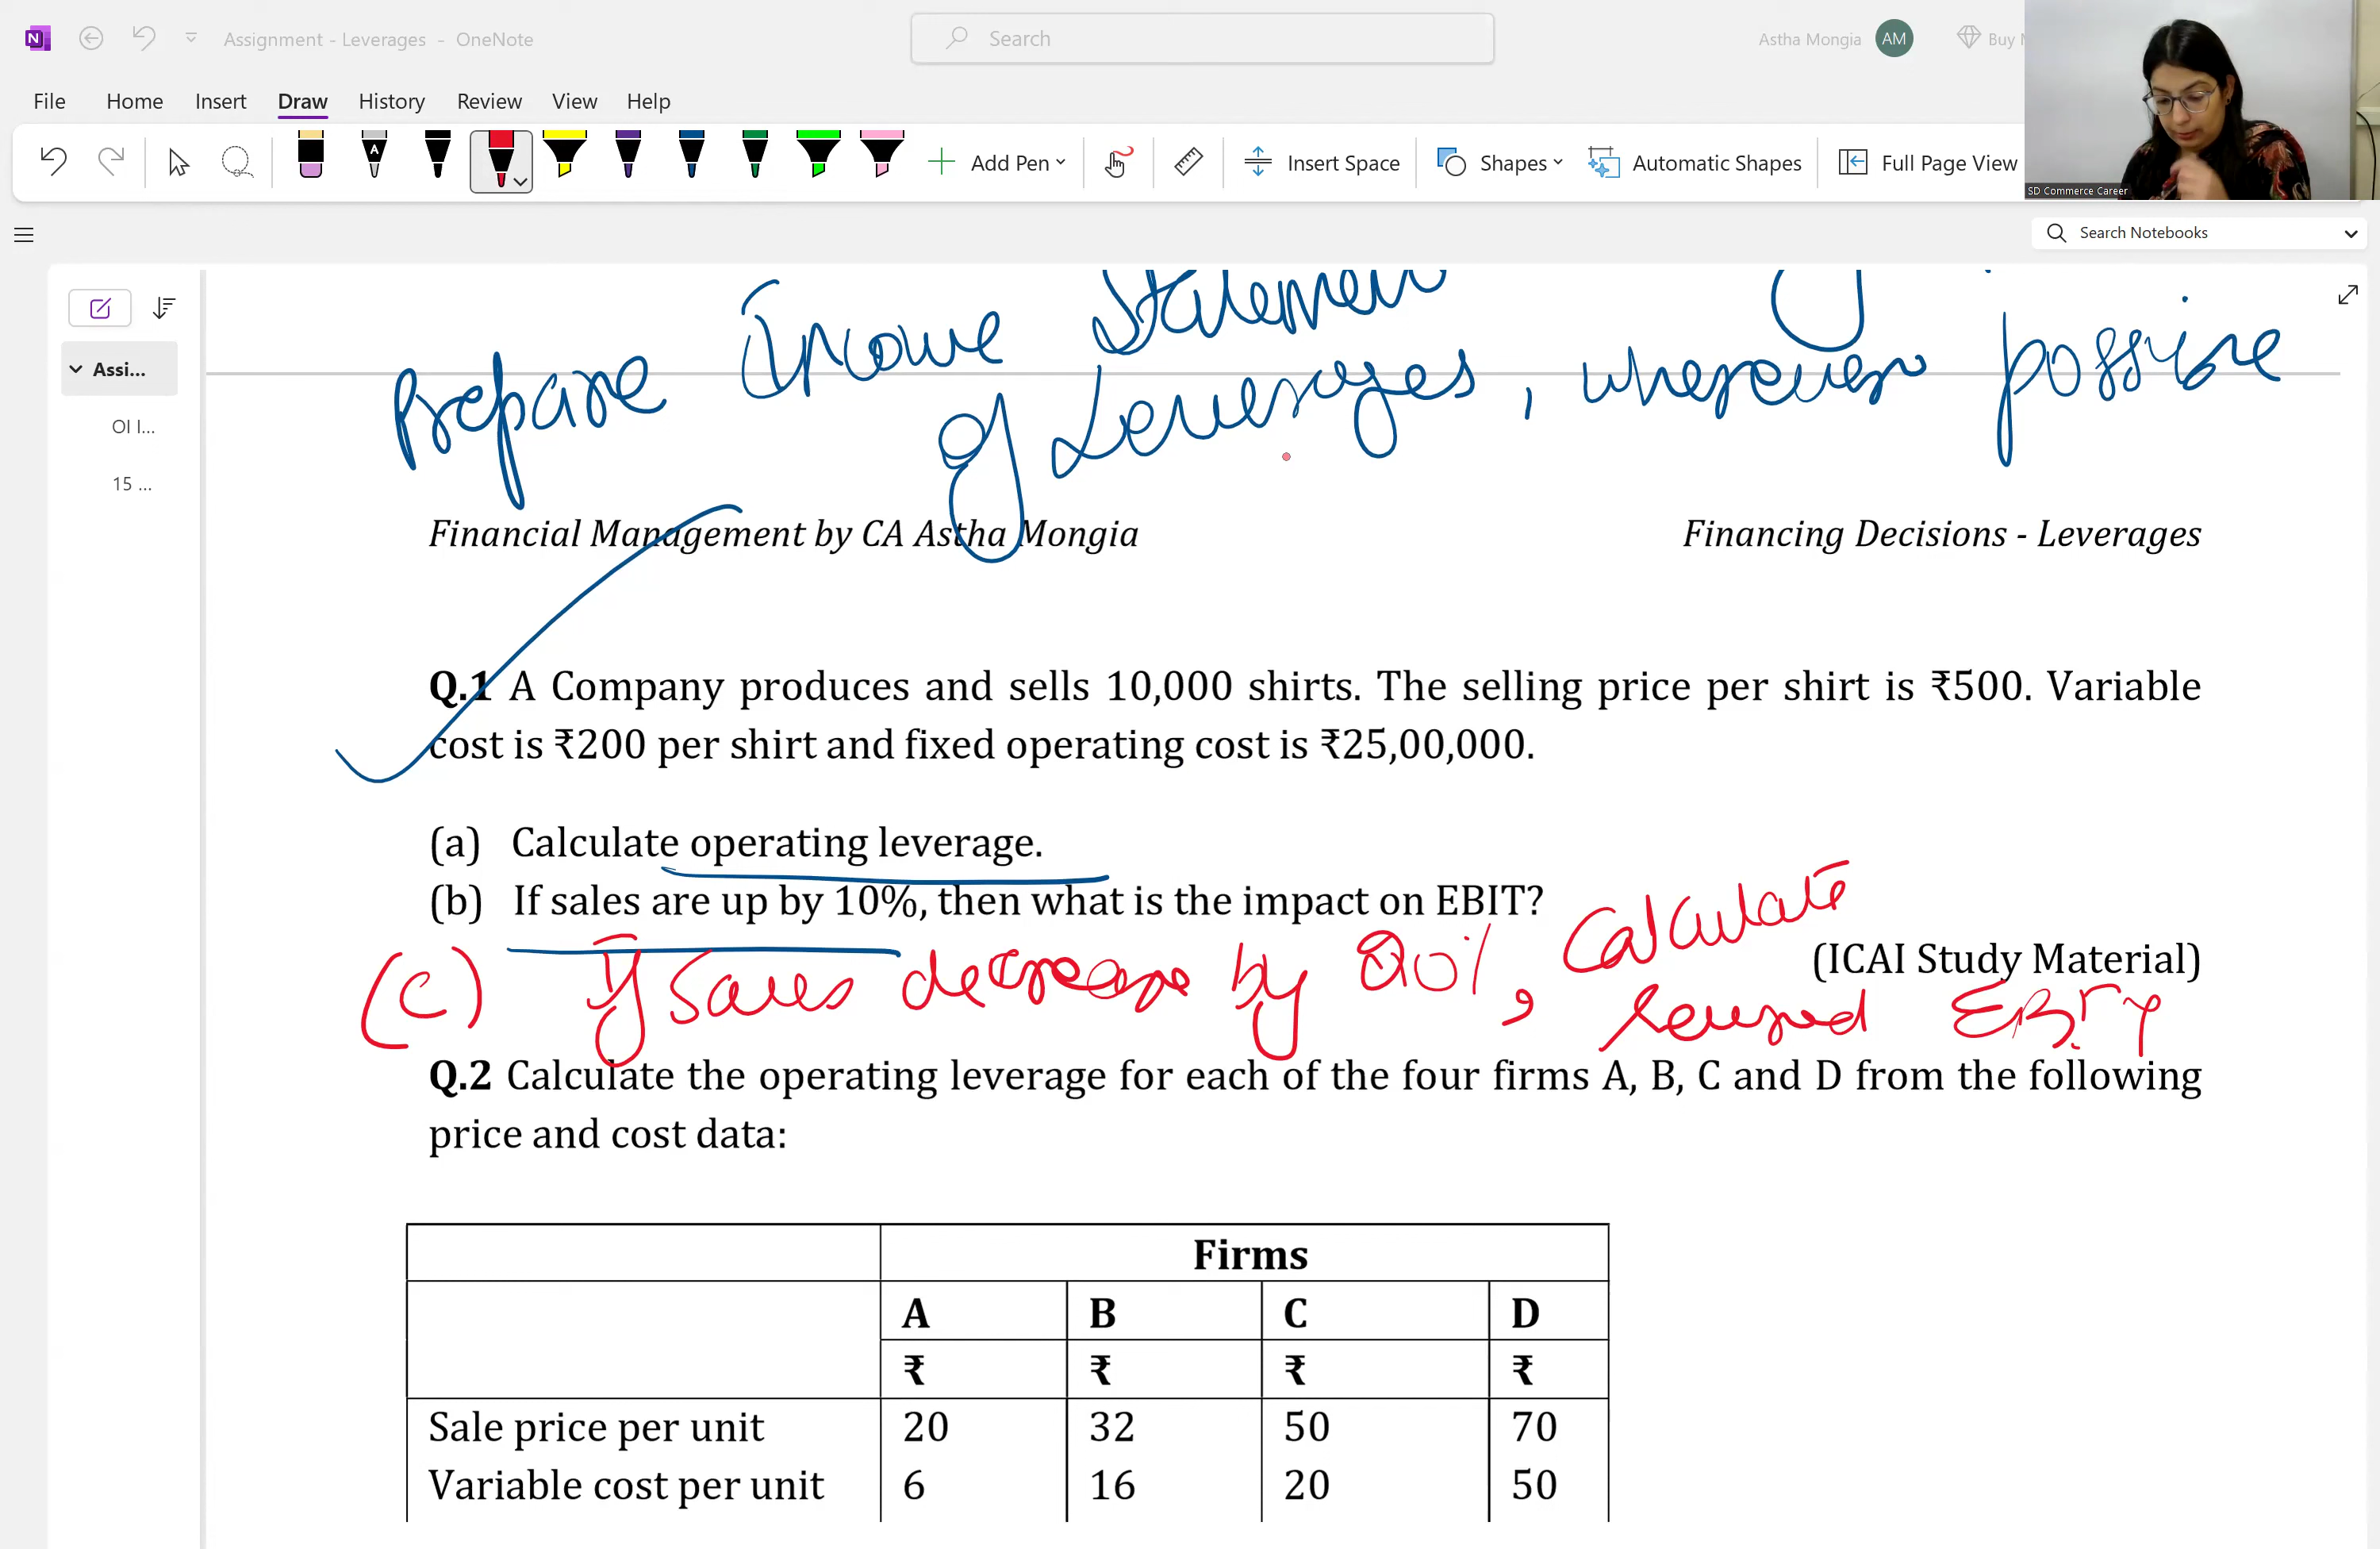 Assignment - Leverages - OneNote
Search
Astha Mongia AM Buy
SD Commerce Career
File Home Insert Draw History Review View Help
Add Pen Insert Space Shapes Automatic Shapes Full Page View
Search Notebooks
Assi...
OI I...
15 ...
Prepare Income Statement
of Leverages, wherever possible
Financial Management by CA Astha Mongia Financing Decisions - Leverages
Q.1 A Company produces and sells 10,000 shirts. The selling price per shirt is ₹500. Variable
cost is ₹200 per shirt and fixed operating cost is ₹25,00,000.
(a) Calculate operating leverage.
(b) If sales are up by 10%, then what is the impact on EBIT?
(ICAI Study Material)
(c) If Sales decrease by 20%, Calculate
revised EBIT
Q.2 Calculate the operating leverage for each of the four firms A, B, C and D from the following
price and cost data:
Firms
A B C D
₹ ₹ ₹ ₹
Sale price per unit 20 32 50 70
Variable cost per unit 6 16 20 50